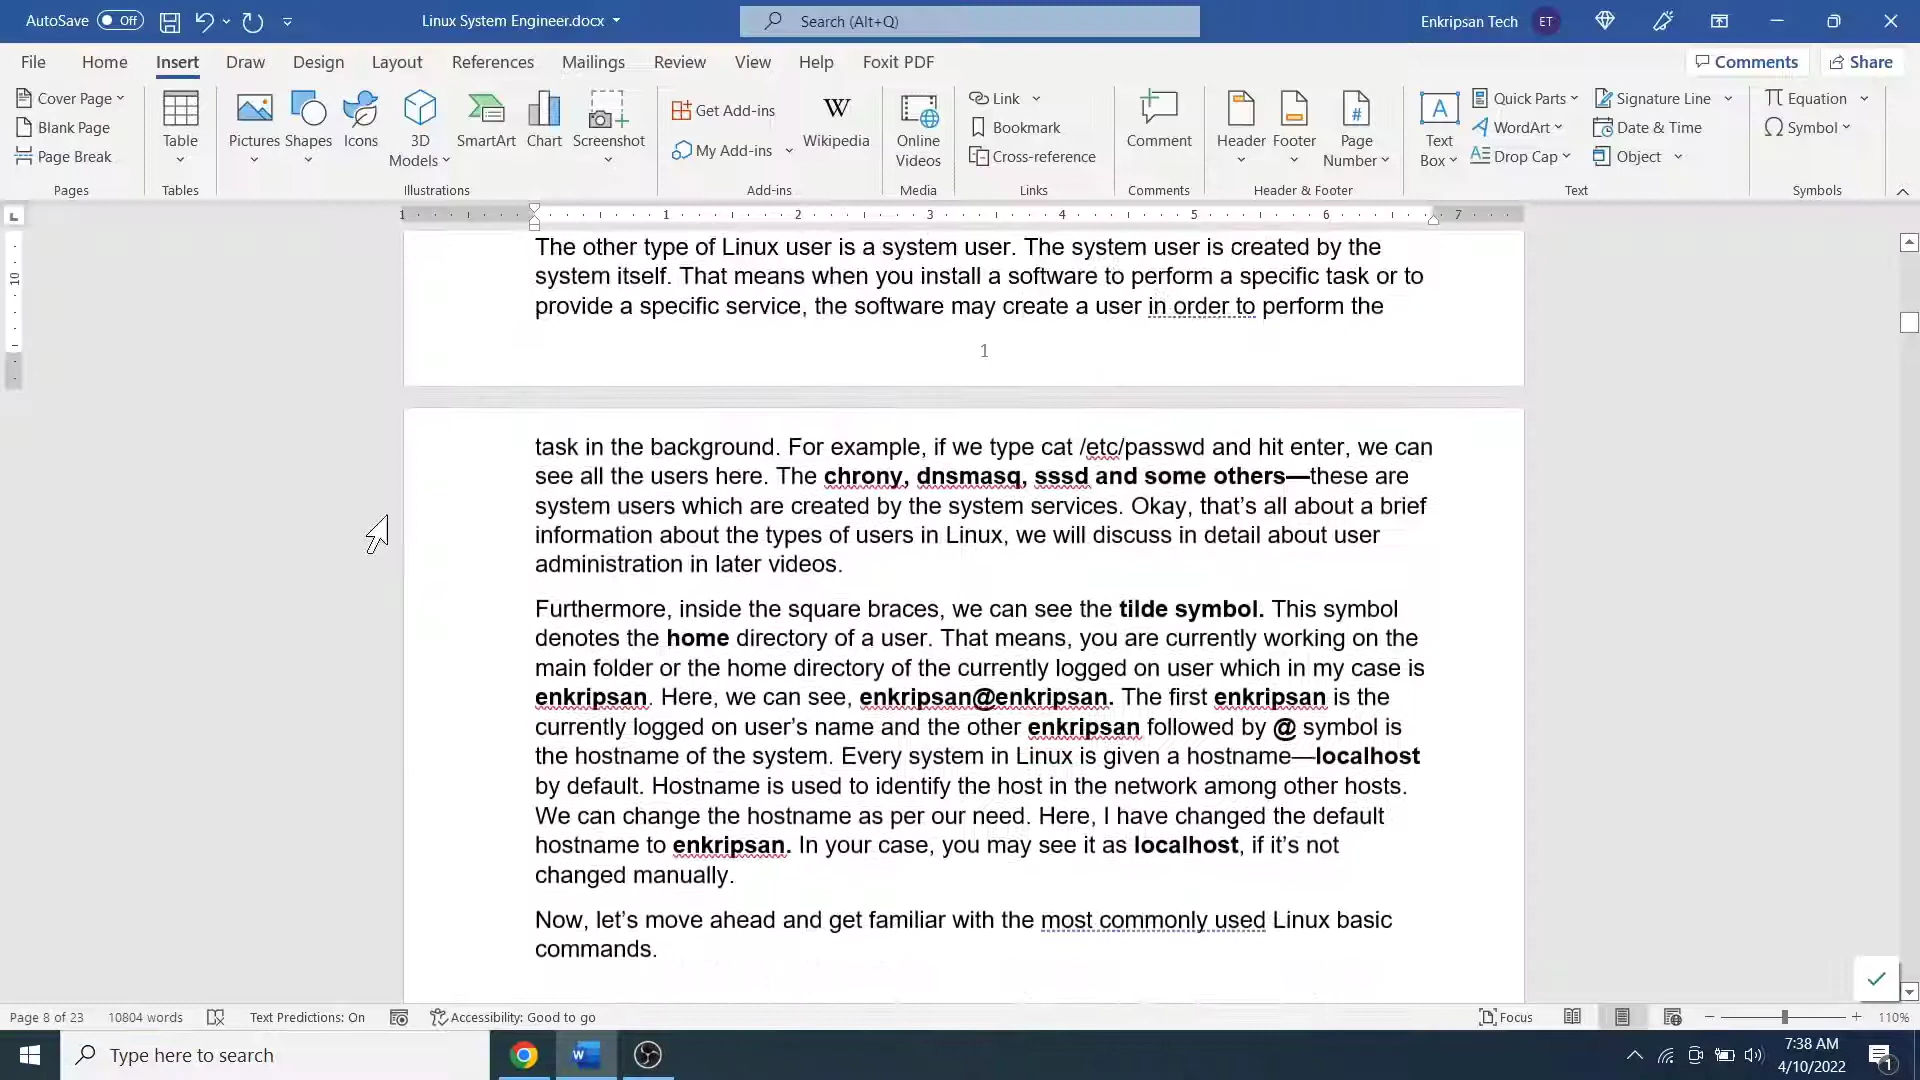 AutoSave Off Linux System Engineer.docx Search (Alt+Q) Enkripsan Tech ET
File Home Insert Draw Design Layout References Mailings Review View Help Foxit PDF Comments Share
Cover Page
Blank Page
Page Break
Pages
Table
Tables
Pictures Shapes Icons 3D Models SmartArt Chart Screenshot
Illustrations
Get Add-ins
My Add-ins
W Wikipedia
Add-ins
Online Videos
Media
Link
Bookmark
Cross-reference
Links
Comment
Comments
Header Footer Page Number
Header & Footer
A Text Box
Quick Parts
WordArt
Drop Cap
Signature Line
Date & Time
Object
Text
Equation
Symbol
Symbols
1 1 2 3 4 5 6 7
10
The other type of Linux user is a system user. The system user is created by the
system itself. That means when you install a software to perform a specific task or to
provide a specific service, the software may create a user in order to perform the
1
task in the background. For example, if we type cat /etc/passwd and hit enter, we can
see all the users here. The chrony, dnsmasq, sssd and some others—these are
system users which are created by the system services. Okay, that’s all about a brief
information about the types of users in Linux, we will discuss in detail about user
administration in later videos.
Furthermore, inside the square braces, we can see the tilde symbol. This symbol
denotes the home directory of a user. That means, you are currently working on the
main folder or the home directory of the currently logged on user which in my case is
enkripsan. Here, we can see, enkripsan@enkripsan. The first enkripsan is the
currently logged on user’s name and the other enkripsan followed by @ symbol is
the hostname of the system. Every system in Linux is given a hostname—localhost
by default. Hostname is used to identify the host in the network among other hosts.
We can change the hostname as per our need. Here, I have changed the default
hostname to enkripsan. In your case, you may see it as localhost, if it’s not
changed manually.
Now, let’s move ahead and get familiar with the most commonly used Linux basic
commands.
Page 8 of 23 10804 words Text Predictions: On Accessibility: Good to go Focus 110%
Type here to search
7:38 AM
4/10/2022
1